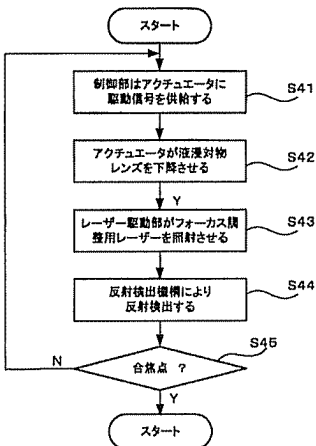 スタート
制御部はアクチュエータに
駆動信号を供給する
S41
アクチュエータが液浸対物
レンズを下降させる
S42
Y
レーザー駆動部がフォーカス調
整用レーザーを照射させる
S43
反射検出機構により
反射検出する
S44
合焦点 ?
S45
N
Y
スタート